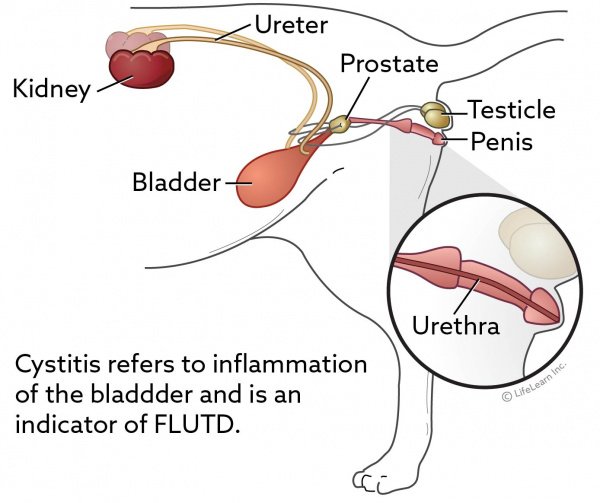 Ureter
Prostate
Kidney
Testicle
Penis
Bladder
Urethra
Cystitis refers to inflammation
of the bladdder and is an
indicator of FLUTD.
© LifeLearn Inc.